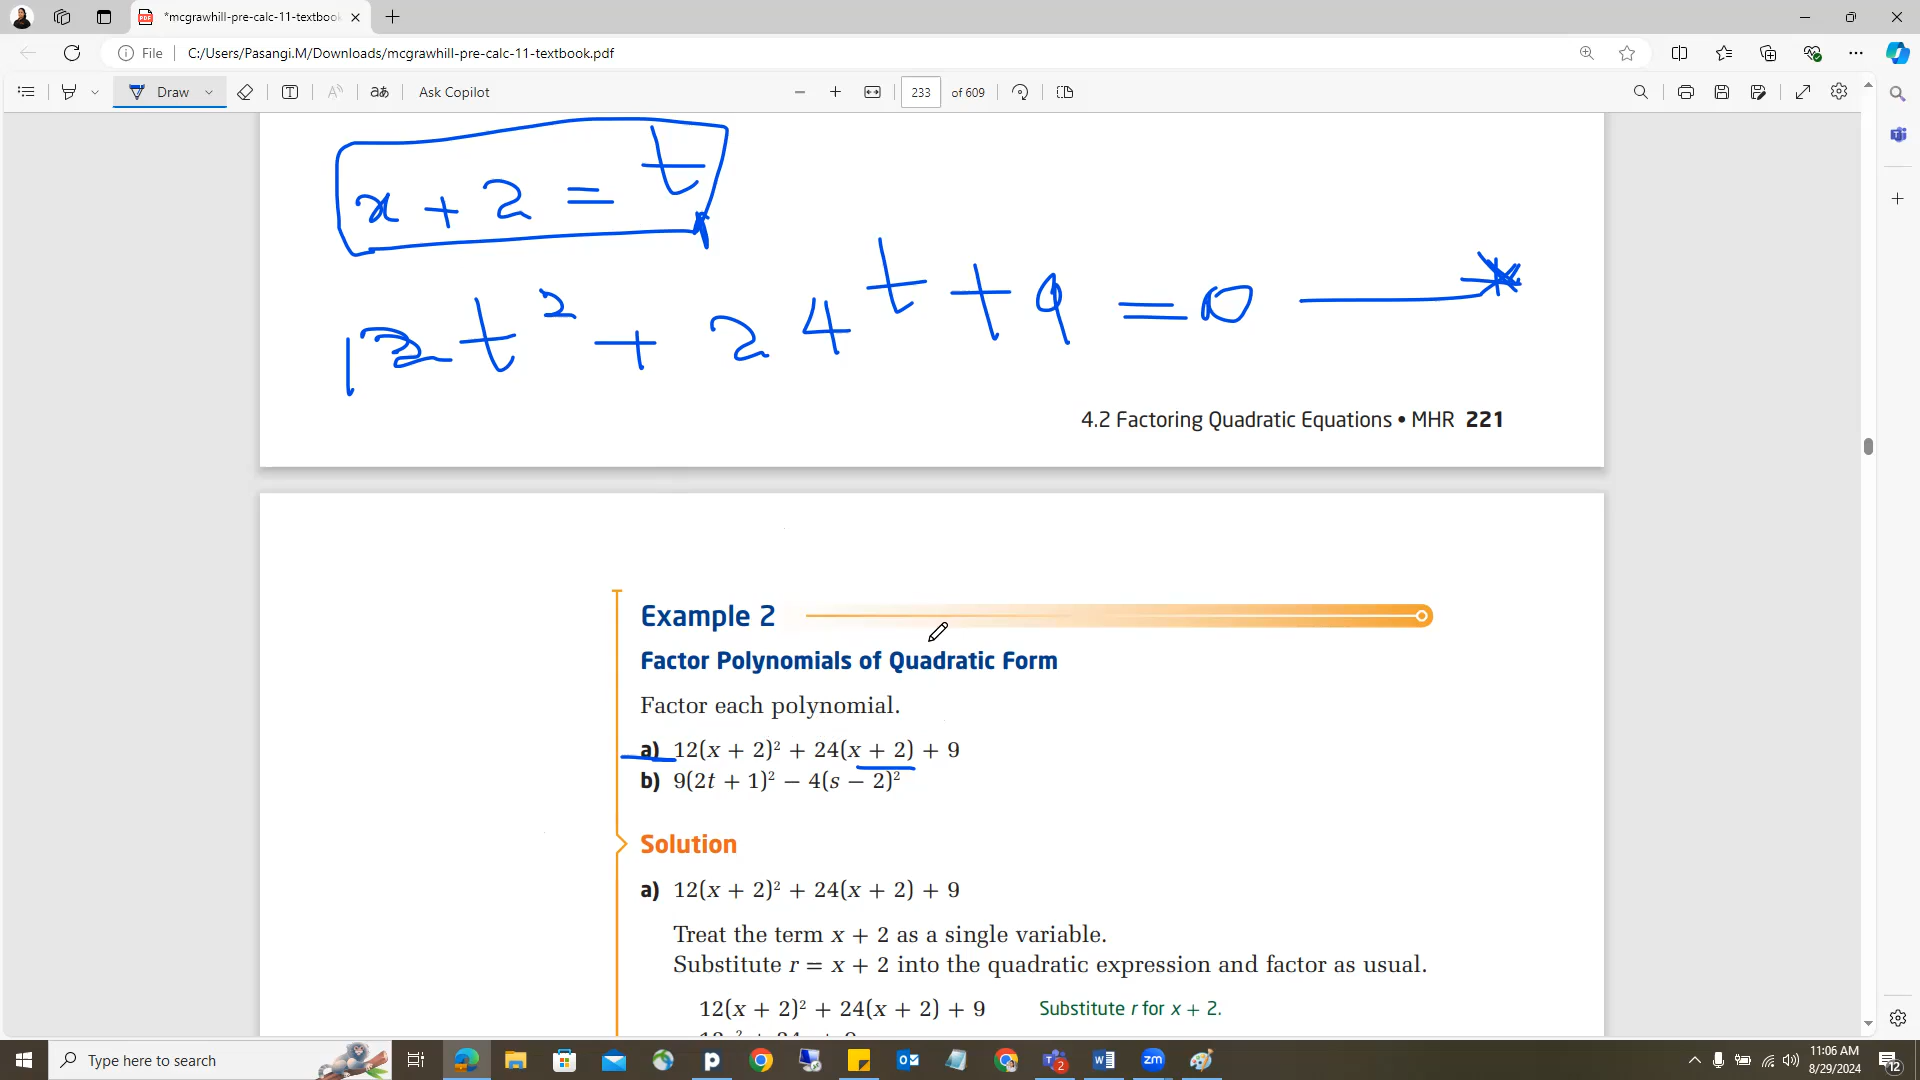 *mcgrawhill-pre-calc-11-textbook
File
C:/Users/Pasangi.M/Downloads/mcgrawhill-pre-calc-11-textbook.pdf
Draw
aあ
Ask Copilot
233 of 609
x + 2 = t
12t² + 24t + 9 = 0
4.2 Factoring Quadratic Equations • MHR 221
Example 2
Factor Polynomials of Quadratic Form
Factor each polynomial.
a) 12(x + 2)² + 24(x + 2) + 9
b) 9(2t + 1)² − 4(s − 2)²
Solution
a) 12(x + 2)² + 24(x + 2) + 9
Treat the term x + 2 as a single variable.
Substitute r = x + 2 into the quadratic expression and factor as usual.
12(x + 2)² + 24(x + 2) + 9 Substitute r for x + 2.
Type here to search
11:06 AM
8/29/2024
12